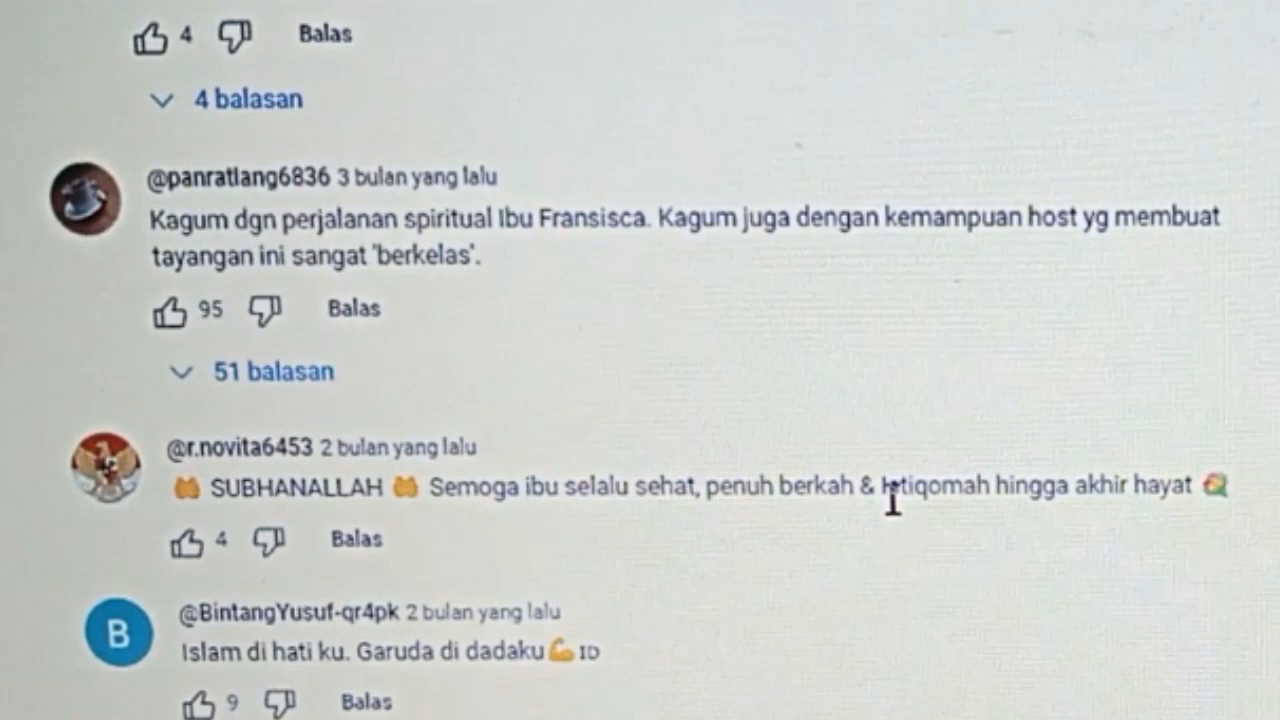 4 Balas
4 balasan
@panratlang6836 3 bulan yang lalu
Kagum dgn perjalanan spiritual Ibu Fransisca. Kagum juga dengan kemampuan host yg membuat
tayangan ini sangat 'berkelas'.
95 Balas
51 balasan
@r.novita6453 2 bulan yang lalu
🤲 SUBHANALLAH 🤲 Semoga ibu selalu sehat, penuh berkah & Istiqomah hingga akhir hayat 💐
4 Balas
B
@BintangYusuf-qr4pk 2 bulan yang lalu
Islam di hati ku. Garuda di dadaku💪ID
9 Balas